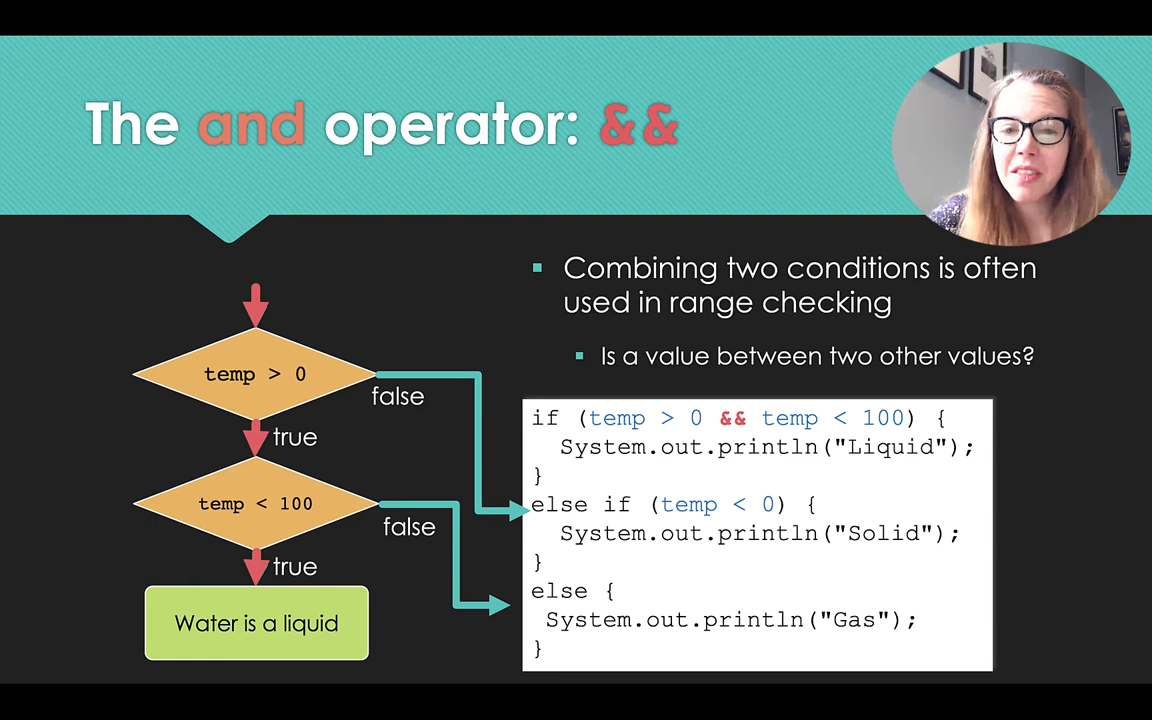 The and operator: &&
Combining two conditions is often
used in range checking
Is a value between two other values?
temp > 0
false
true
temp < 100
false
true
Water is a liquid
if (temp > 0 && temp < 100) {
System.out.println("Liquid");
}
else if (temp < 0) {
System.out.println("Solid");
}
else {
System.out.println("Gas");
}